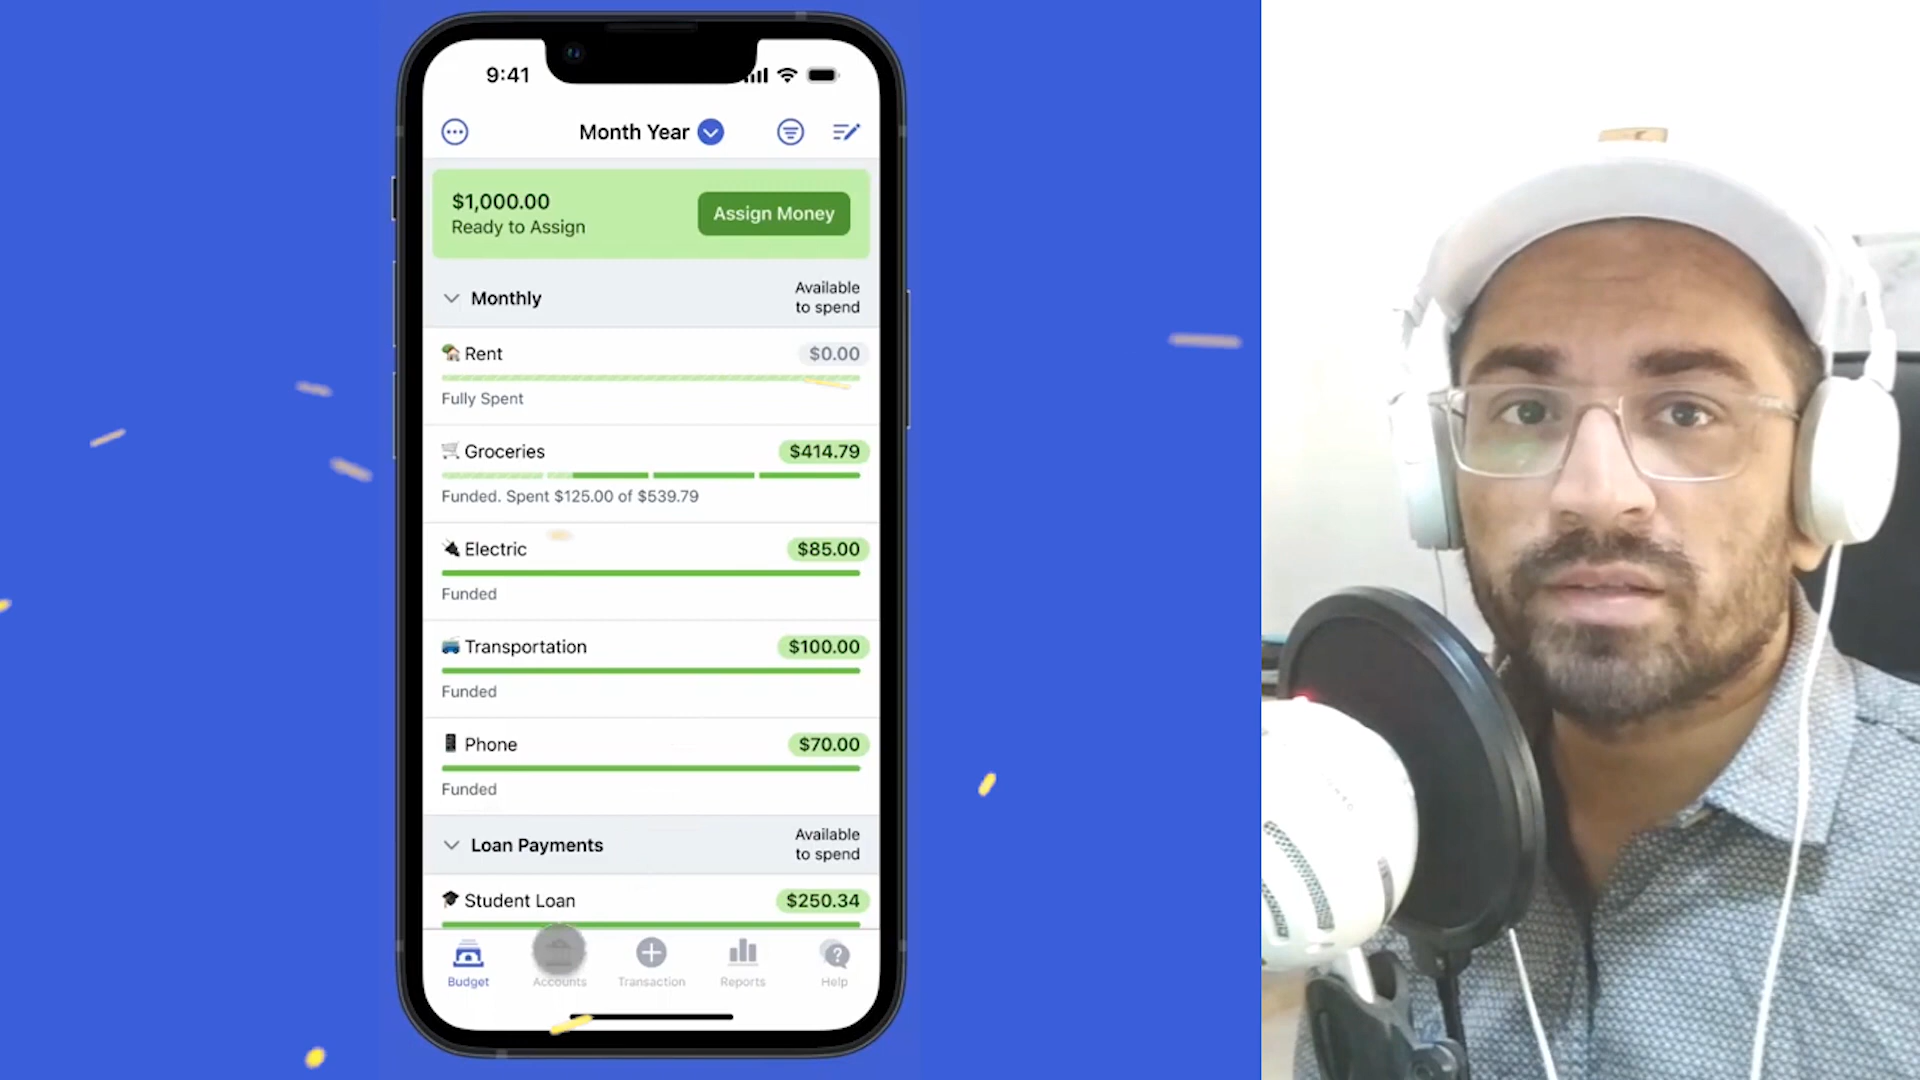 9:41
Month Year
$1,000.00
Ready to Assign
Assign Money
Monthly
Available
to spend
Rent
$0.00
Fully Spent
Groceries
$414.79
Funded. Spent $125.00 of $539.79
Electric
$85.00
Funded
Transportation
$100.00
Funded
Phone
$70.00
Funded
Loan Payments
Available
to spend
Student Loan
$250.34
Budget
Accounts
Transaction
Reports
Help